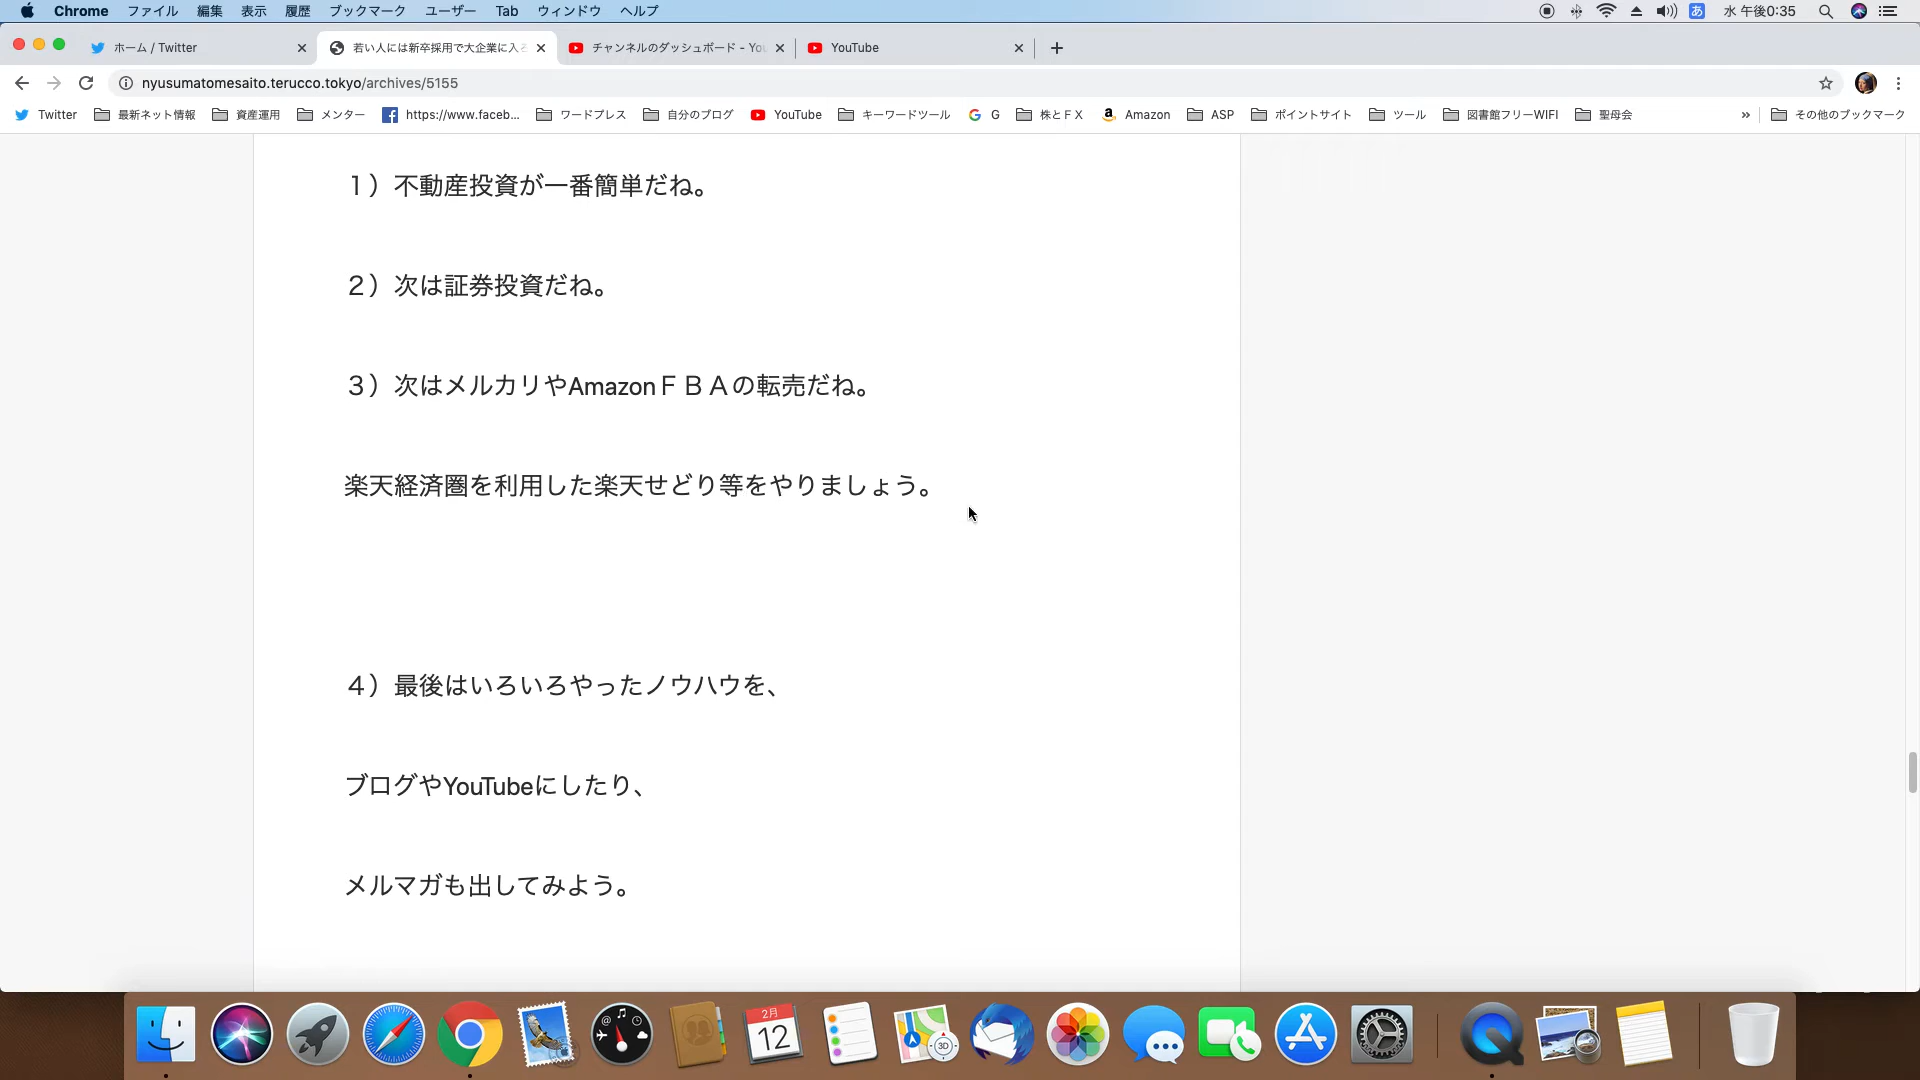 Chrome ファイル 編集 表示 履歴 ブックマーク ユーザー Tab ウィンドウ ヘルプ あ 水 午後0:35
ホーム / Twitter 若い人には新卒採用で大企業に入 チャンネルのダッシュボード - You YouTube
nyusumatomesaito.terucco.tokyo/archives/5155
Twitter 最新ネット情報 資産運用 メンター https://www.faceb... ワードプレス 自分のブログ YouTube キーワードツール G 株とＦＸ Amazon ASP ポイントサイト ツール 図書館フリーWIFI 聖母会 » その他のブックマーク
１）不動産投資が一番簡単だね。
２）次は証券投資だね。
３）次はメルカリやAmazonＦＢＡの転売だね。
楽天経済圏を利用した楽天せどり等をやりましょう。
４）最後はいろいろやったノウハウを、
ブログやYouTubeにしたり、
メルマガも出してみよう。
2月
12
3D